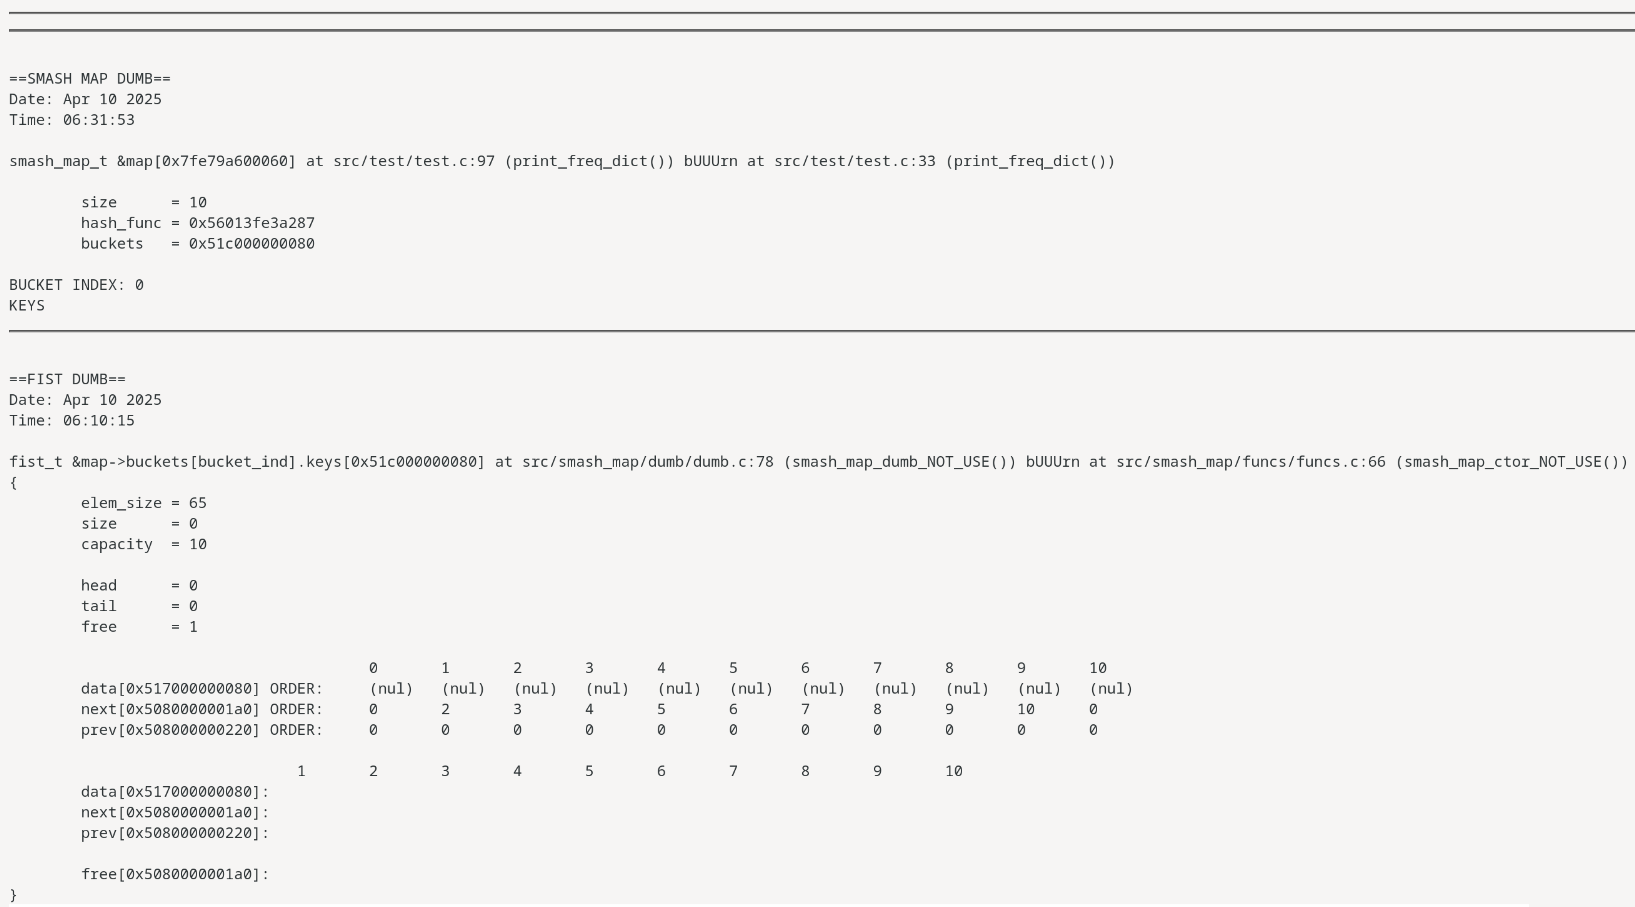 ==SMASH MAP DUMB==
Date: Apr 10 2025
Time: 06:31:53
smash_map_t &map[0x7fe79a600060] at src/test/test.c:97 (print_freq_dict()) bUUUrn at src/test/test.c:33 (print_freq_dict())
size      = 10
hash_func = 0x56013fe3a287
buckets   = 0x51c000000080
BUCKET INDEX: 0
KEYS
==FIST DUMB==
Date: Apr 10 2025
Time: 06:10:15
fist_t &map->buckets[bucket_ind].keys[0x51c000000080] at src/smash_map/dumb/dumb.c:78 (smash_map_dumb_NOT_USE()) bUUUrn at src/smash_map/funcs/funcs.c:66 (smash_map_ctor_NOT_USE())
{
elem_size = 65
size      = 0
capacity  = 10
head      = 0
tail      = 0
free      = 1
0       1       2       3       4       5       6       7       8       9       10
data[0x517000000080] ORDER:     (nul)   (nul)   (nul)   (nul)   (nul)   (nul)   (nul)   (nul)   (nul)   (nul)   (nul)
next[0x5080000001a0] ORDER:     0       2       3       4       5       6       7       8       9       10      0
prev[0x508000000220] ORDER:     0       0       0       0       0       0       0       0       0       0       0
1       2       3       4       5       6       7       8       9       10
data[0x517000000080]:
next[0x5080000001a0]:
prev[0x508000000220]:
free[0x5080000001a0]:
}